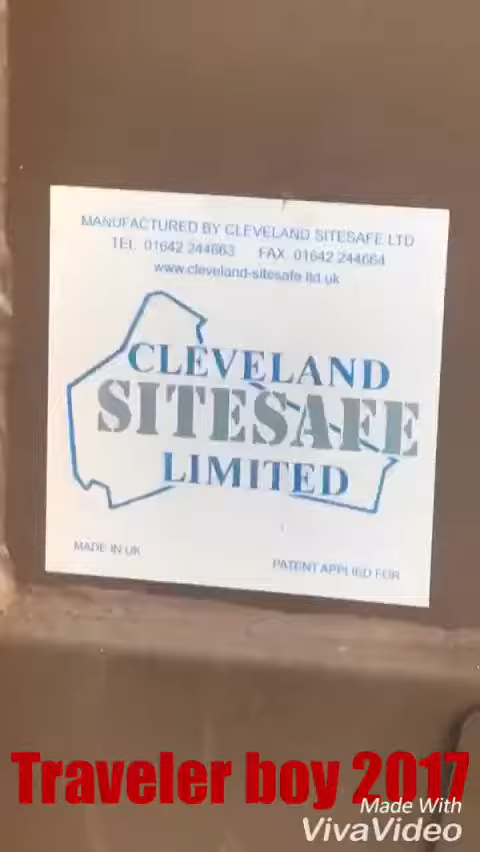 MANUFACTURED BY CLEVELAND SITESAFE LTD
TEL 01642 244663 FAX 01642 244664
www.cleveland-sitesafe.ltd.uk
CLEVELAND
SITESAFE
LIMITED
MADE IN UK
PATENT APPLIED FOR
Traveler boy 2017
Made With
VivaVideo